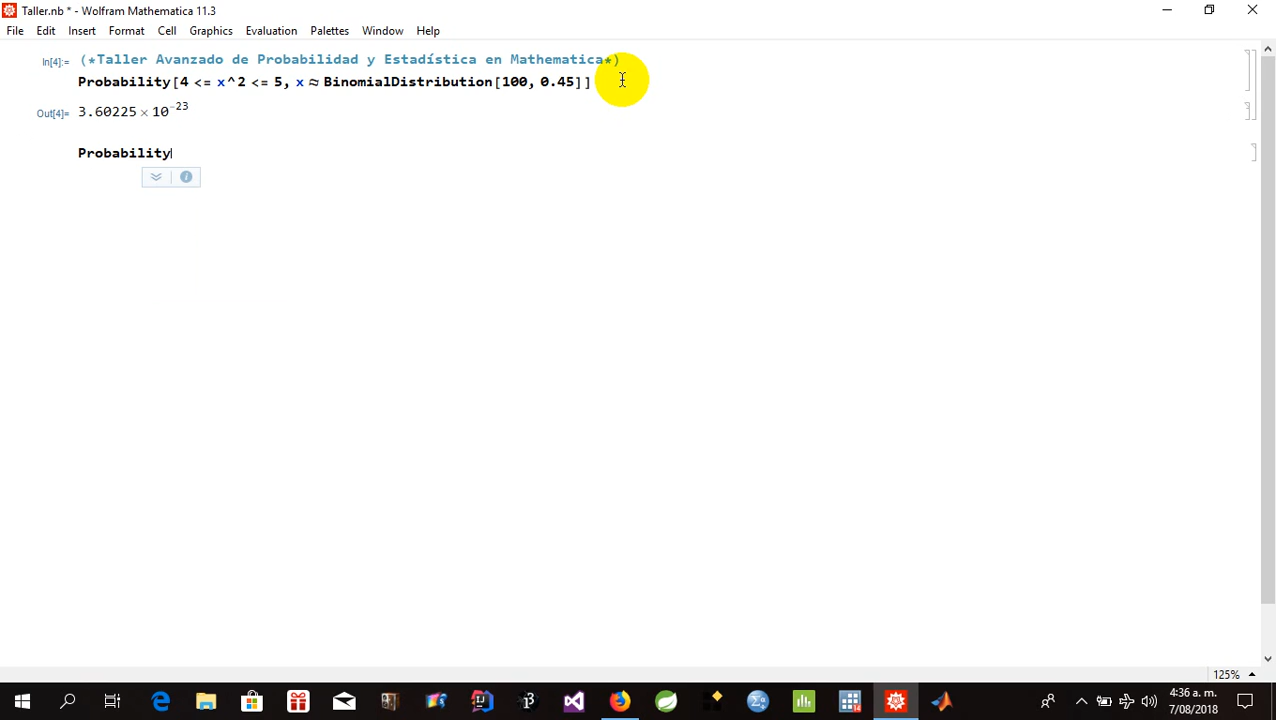 Taller.nb * - Wolfram Mathematica 11.3
File Edit Insert Format Cell Graphics Evaluation Palettes Window Help
In[4]:= (*Taller Avanzado de Probabilidad y Estadística en Mathematica*)
Probability[4 <= x^2 <= 5, x ≈ BinomialDistribution[100, 0.45]]
Out[4]= 3.60225 × 10^-23
Probability
125%
4:36 a. m.
7/08/2018